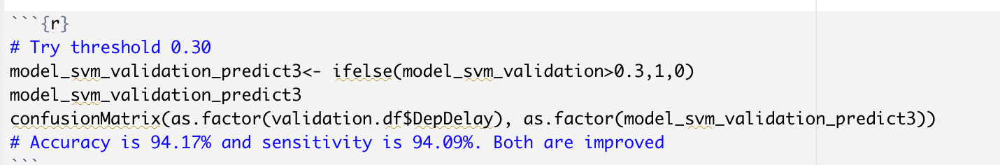 ```{r}
# Try threshold 0.30
model_svm_validation_predict3<- ifelse(model_svm_validation>0.3,1,0)
model_svm_validation_predict3
confusionMatrix(as.factor(validation.df$DepDelay), as.factor(model_svm_validation_predict3))
# Accuracy is 94.17% and sensitivity is 94.09%. Both are improved
```